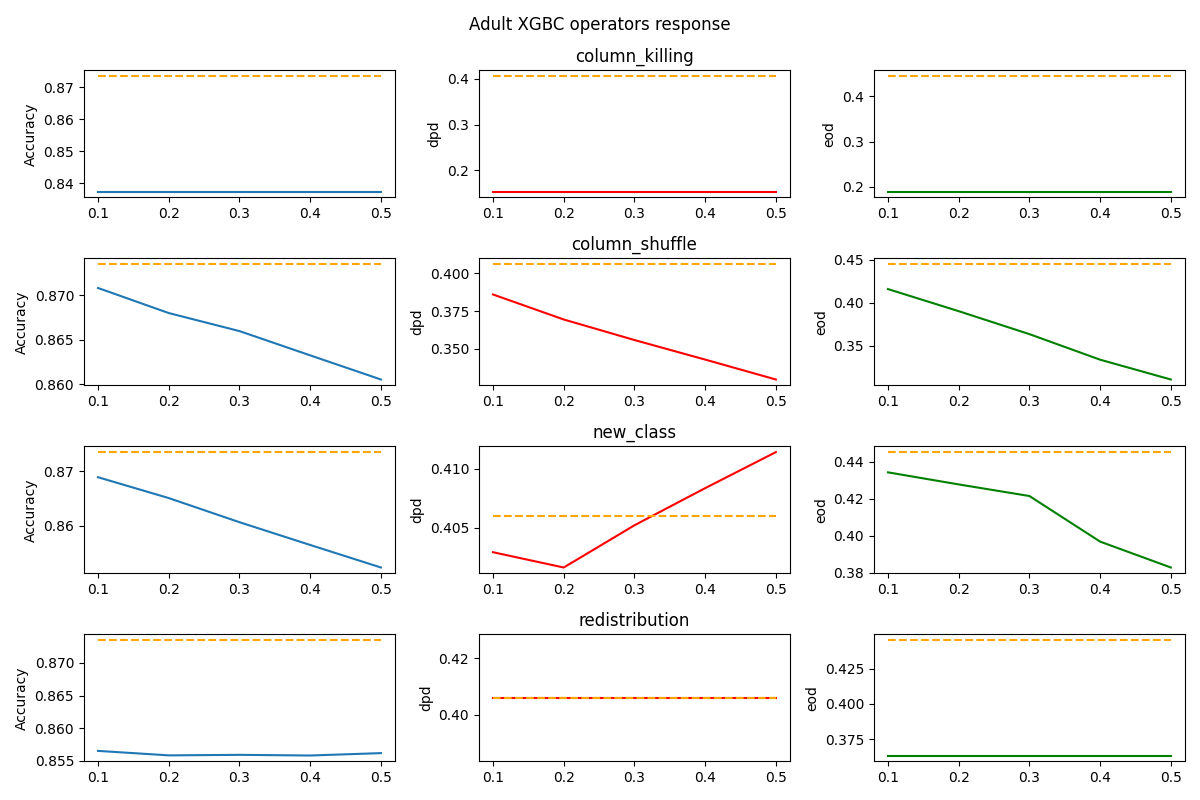 Adult XGBC operators response
column_killing
Accuracy
0.87
0.86
0.85
0.84
0.1 0.2 0.3 0.4 0.5
dpd
0.4
0.3
0.2
0.1 0.2 0.3 0.4 0.5
eod
0.4
0.3
0.2
0.1 0.2 0.3 0.4 0.5
column_shuffle
Accuracy
0.870
0.865
0.860
0.1 0.2 0.3 0.4 0.5
dpd
0.400
0.375
0.350
0.1 0.2 0.3 0.4 0.5
eod
0.45
0.40
0.35
0.1 0.2 0.3 0.4 0.5
new_class
Accuracy
0.87
0.86
0.1 0.2 0.3 0.4 0.5
dpd
0.410
0.405
0.1 0.2 0.3 0.4 0.5
eod
0.44
0.42
0.40
0.38
0.1 0.2 0.3 0.4 0.5
redistribution
Accuracy
0.870
0.865
0.860
0.855
0.1 0.2 0.3 0.4 0.5
dpd
0.42
0.40
0.1 0.2 0.3 0.4 0.5
eod
0.425
0.400
0.375
0.1 0.2 0.3 0.4 0.5